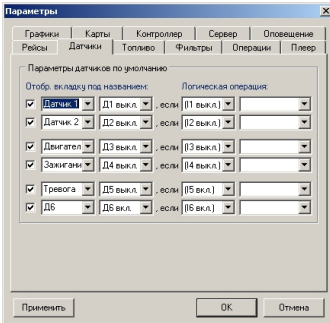 Параметры
Графики Карты Контроллер Сервер Оповещение
Рейсы Датчики Топливо Фильтры Операции Плеер
Параметры датчиков по умолчанию
Отобр. вкладку под названием: Логическая операция:
Датчик 1 Д1 выкл. , если (I1 выкл.)
Датчик 2 Д2 выкл. , если (I2 выкл.)
Двигател Д3 выкл. , если (I3 выкл.)
Зажигани Д4 выкл. , если (I4 выкл.)
Тревога Д5 выкл. , если (I5 вкл.)
Д6 Д6 вкл. , если (I6 вкл.)
Применить OK Отмена